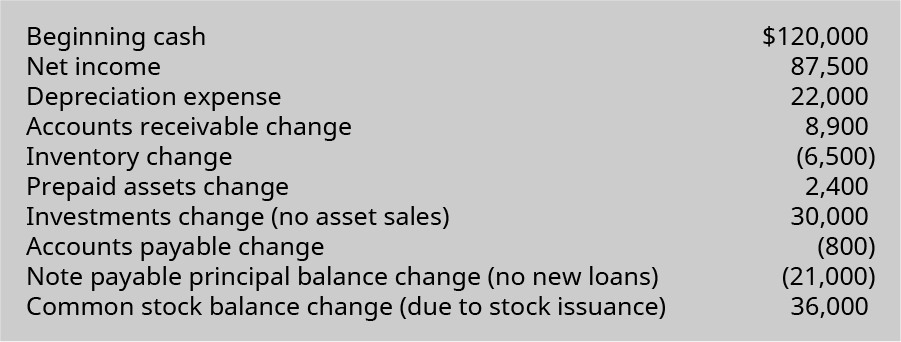 Beginning cash $120,000
Net income 87,500
Depreciation expense 22,000
Accounts receivable change 8,900
Inventory change (6,500)
Prepaid assets change 2,400
Investments change (no asset sales) 30,000
Accounts payable change (800)
Note payable principal balance change (no new loans) (21,000)
Common stock balance change (due to stock issuance) 36,000